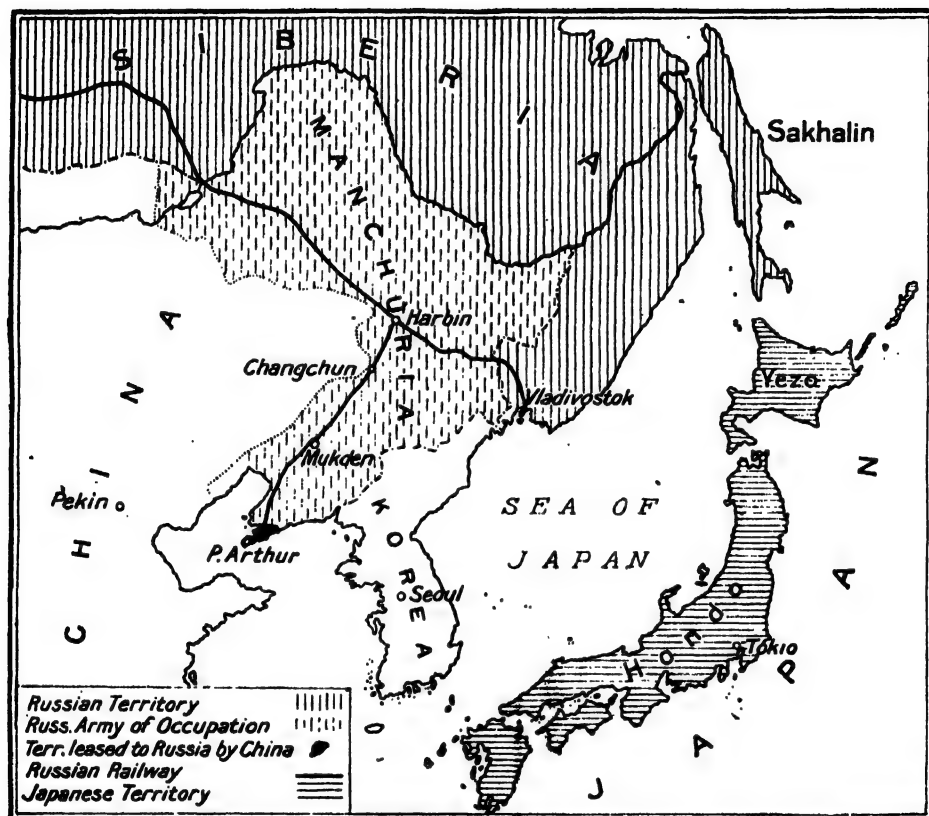 SIBERIA
MANCHURIA
Sakhalin
Harbin
Changchun
Yezo
Vladivostok
Mukden
CHINA
Pekin
P. Arthur
KOREA
Seoul
SEA OF
JAPAN
Hondo
Tokio
JAPAN
Russian Territory
Russ. Army of Occupation
Terr. leased to Russia by China
Russian Railway
Japanese Territory